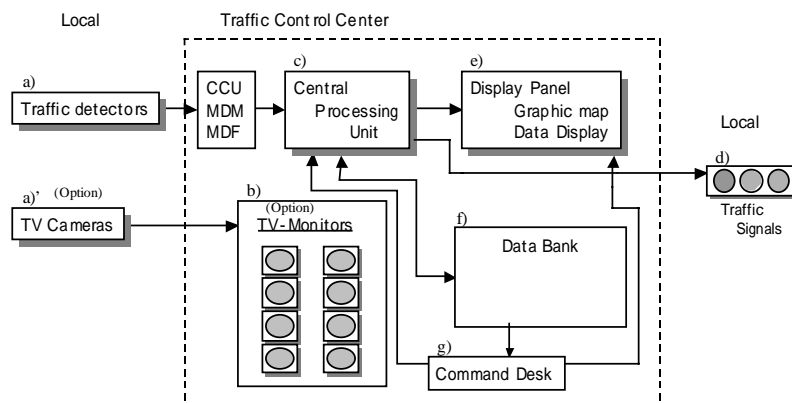 Local
Traffic Control Center
a)
Traffic detectors
CCU
MDM
MDF
c)
Central
Processing
Unit
e)
Display Panel
Graphic map
Data Display
Local
d)
Traffic
Signals
a)' (Option)
TV Cameras
b)
(Option)
TV-Monitors
f)
Data Bank
g)
Command Desk